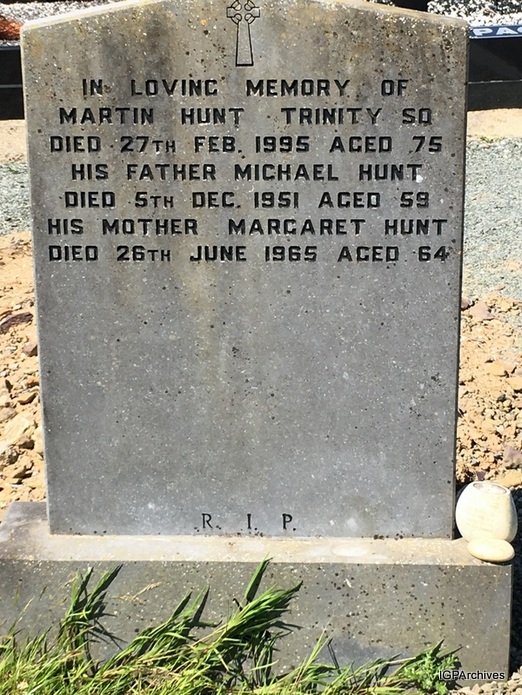 IN LOVING MEMORY OF
MARTIN HUNT TRINITY SQ
DIED 27TH FEB. 1995 AGED 75
HIS FATHER MICHAEL HUNT
DIED 5TH DEC. 1951 AGED 59
HIS MOTHER MARGARET HUNT
DIED 26TH JUNE 1965 AGED 64
R. I. P.
IGPArchives